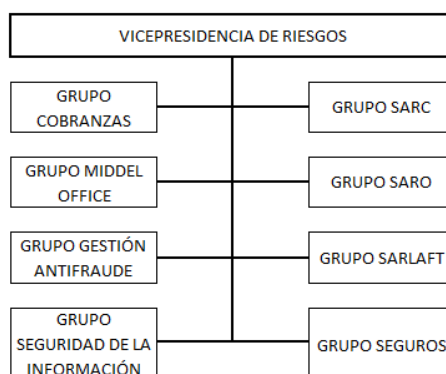 VICEPRESIDENCIA DE RIESGOS
GRUPO
COBRANZAS
GRUPO SARC
GRUPO MIDDEL
OFFICE
GRUPO SARO
GRUPO GESTIÓN
ANTIFRAUDE
GRUPO SARLAFT
GRUPO
SEGURIDAD DE LA
INFORMACIÓN
GRUPO SEGUROS